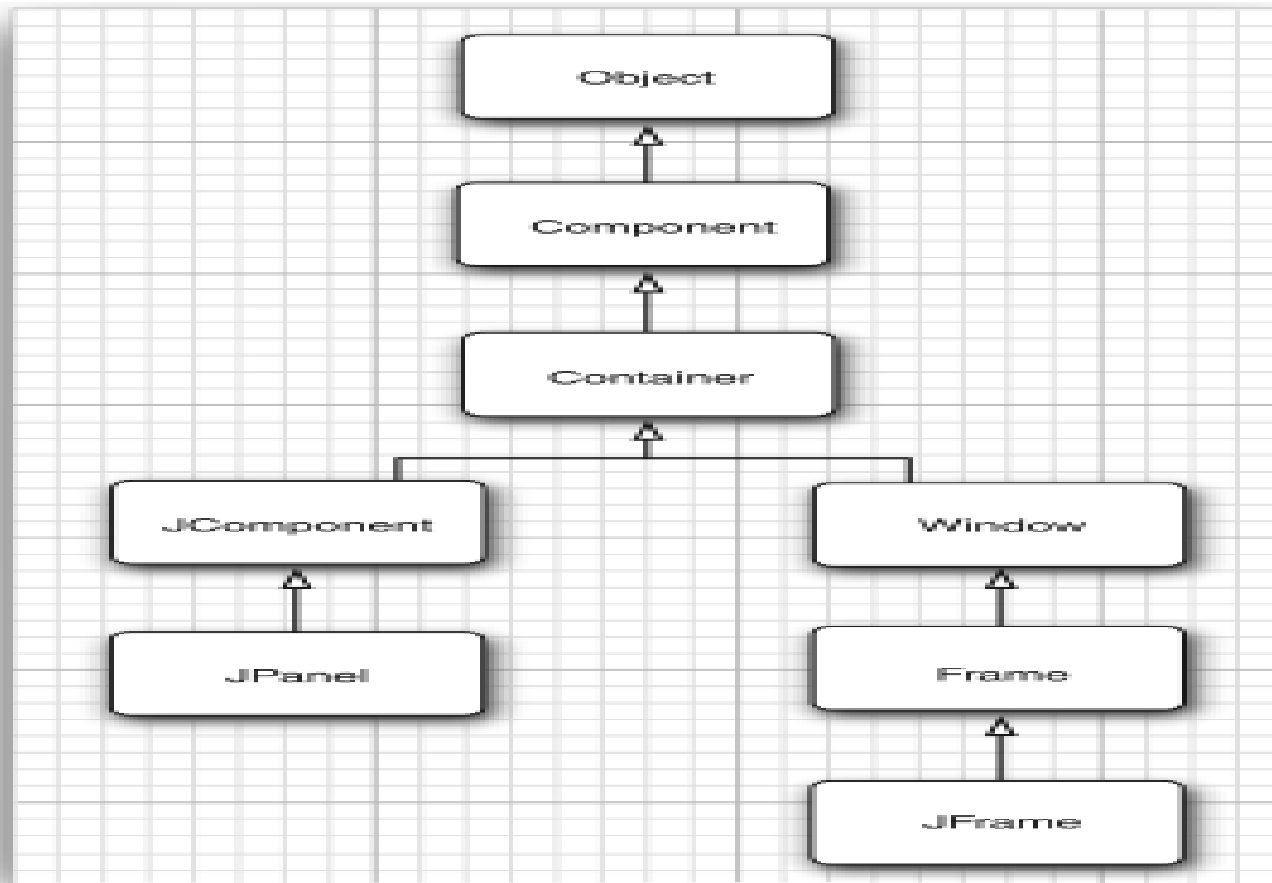 Object
Component
Container
JComponent
Window
JPanel
Frame
JFrame